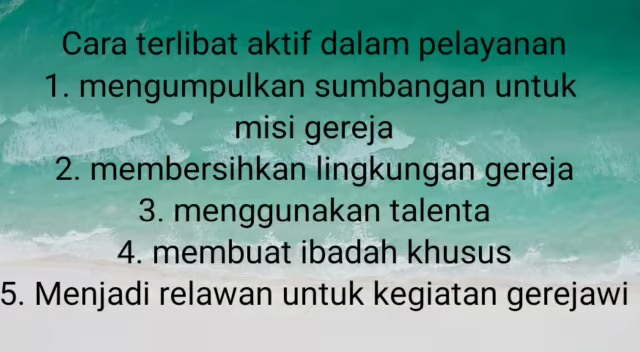 Cara terlibat aktif dalam pelayanan
1. mengumpulkan sumbangan untuk
misi gereja
2. membersihkan lingkungan gereja
3. menggunakan talenta
4. membuat ibadah khusus
5. Menjadi relawan untuk kegiatan gerejawi